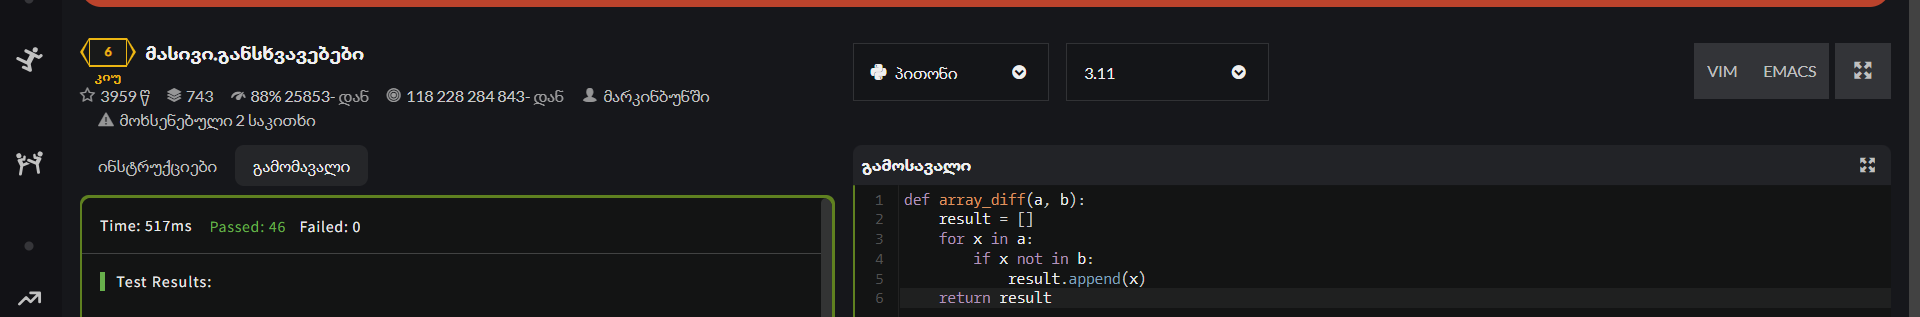 6 მასივი.განსხვავებები
კიუ
3959 წ 743 88% 25853- დან 118 228 284 843- დან მარკინბუნში
მოხსენებული 2 საკითხი
პითონი 3.11 VIM EMACS
ინსტრუქციები გამომავალი
Time: 517ms Passed: 46 Failed: 0
Test Results:
გამოსავალი
1 def array_diff(a, b):
2 result = []
3 for x in a:
4 if x not in b:
5 result.append(x)
6 return result